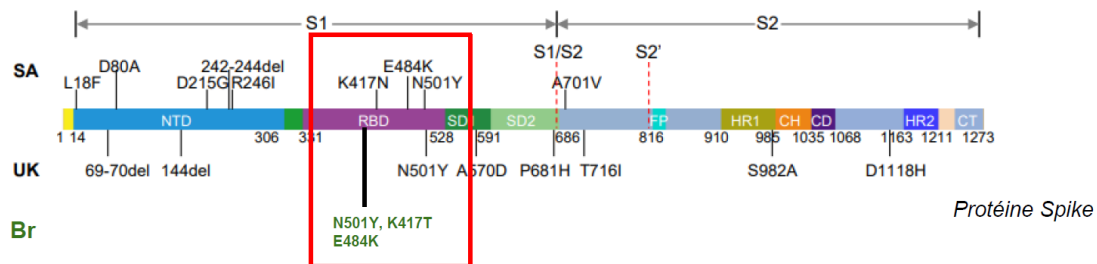 S1 S2
S1/S2 S2’
SA
D80A 242-244del E484K
L18F D215G R246I K417N N501Y A701V
NTD RBD SD1 SD2 FP HR1 CH CD HR2 CT
1 14 306 331 528 591 686 816 910 985 1035 1068 1163 1211 1273
UK 69-70del 144del N501Y A570D P681H T716I S982A D1118H
N501Y, K417T
E484K
Br
Protéine Spike